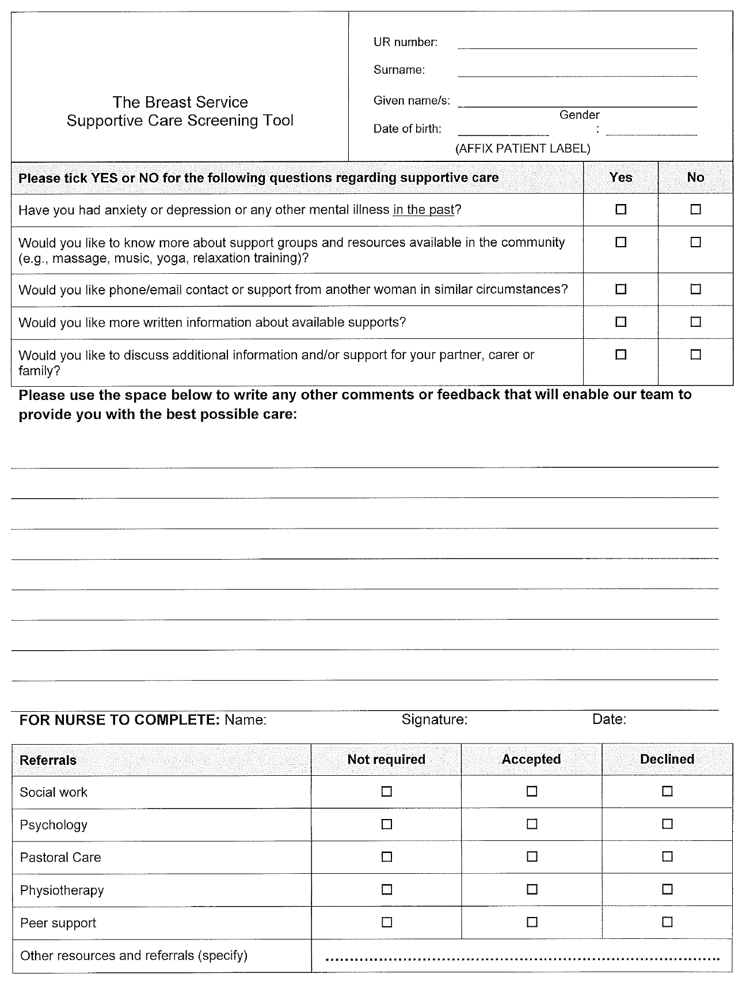 The Breast Service
Supportive Care Screening Tool
UR number:
Surname:
Given name/s:
Gender
Date of birth: :
(AFFIX PATIENT LABEL)
Please tick YES or NO for the following questions regarding supportive care Yes No
Have you had anxiety or depression or any other mental illness in the past? ☐ ☐
Would you like to know more about support groups and resources available in the community ☐ ☐
(e.g., massage, music, yoga, relaxation training)?
Would you like phone/email contact or support from another woman in similar circumstances? ☐ ☐
Would you like more written information about available supports? ☐ ☐
Would you like to discuss additional information and/or support for your partner, carer or ☐ ☐
family?
Please use the space below to write any other comments or feedback that will enable our team to
provide you with the best possible care:
FOR NURSE TO COMPLETE: Name: Signature: Date:
Referrals Not required Accepted Declined
Social work ☐ ☐ ☐
Psychology ☐ ☐ ☐
Pastoral Care ☐ ☐ ☐
Physiotherapy ☐ ☐ ☐
Peer support ☐ ☐ ☐
Other resources and referrals (specify) ................................................................................